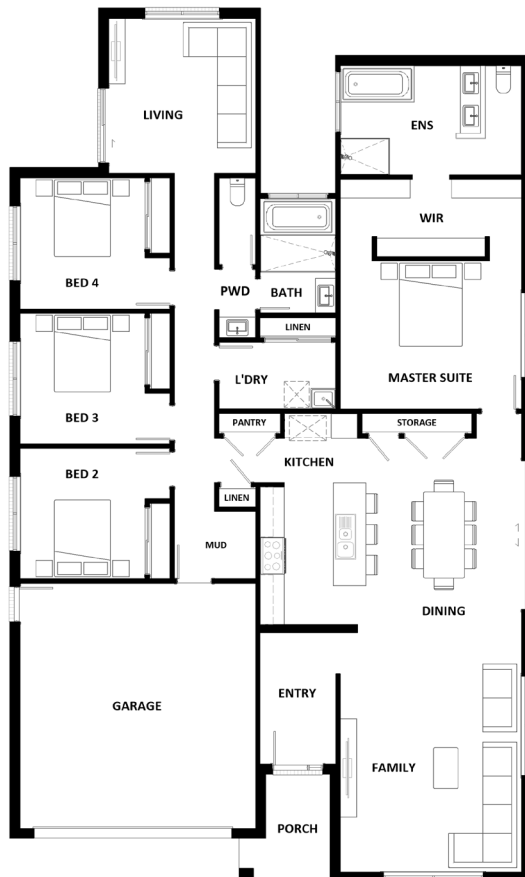 LIVING
ENS
WIR
BED 4
PWD
BATH
LINEN
L'DRY
MASTER SUITE
BED 3
PANTRY
STORAGE
KITCHEN
BED 2
LINEN
MUD
DINING
ENTRY
GARAGE
FAMILY
PORCH